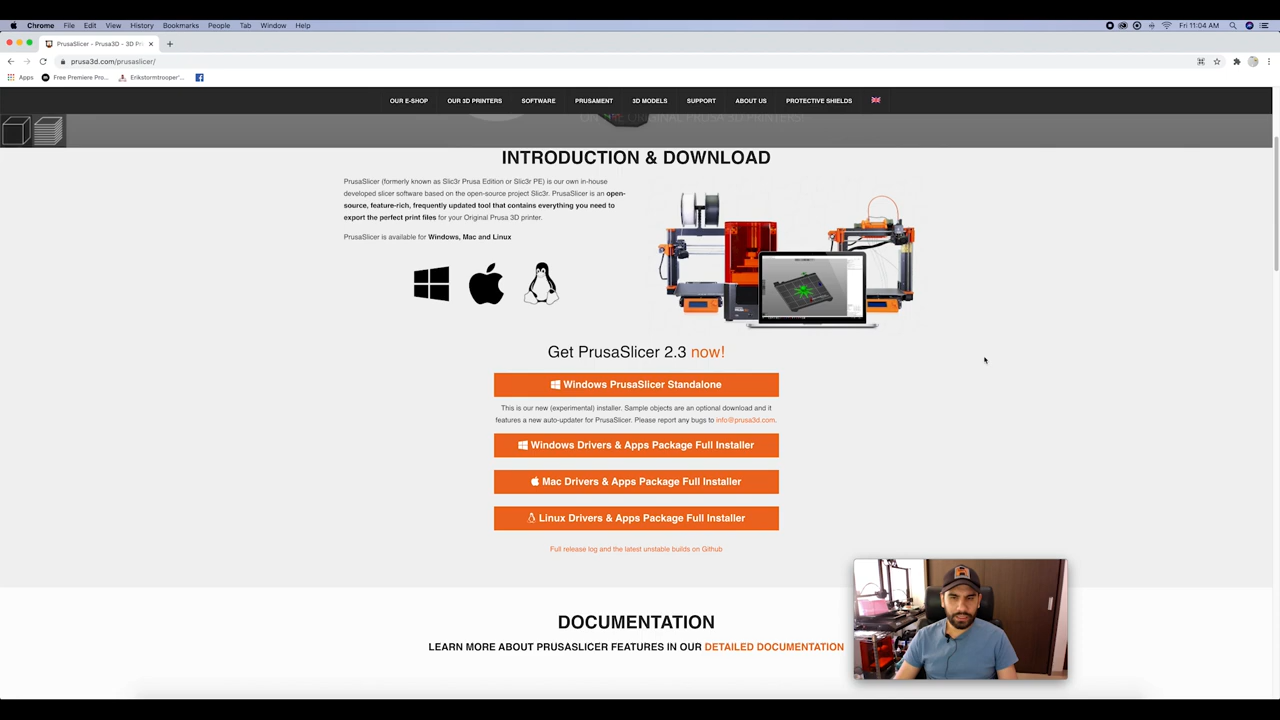 Chrome File Edit View History Bookmarks People Tab Window Help Fri 11:04 AM
PrusaSlicer - Prusa3D - 3D Pri
prusa3d.com/prusaslicer/
Apps Free Premiere Pro... Erikstormtrooper'...
OUR E-SHOP OUR 3D PRINTERS SOFTWARE PRUSAMENT 3D MODELS SUPPORT ABOUT US PROTECTIVE SHIELDS
OF THE ORIGINAL PRUSA 3D PRINTERS!
INTRODUCTION & DOWNLOAD
PrusaSlicer (formerly known as Slic3r Prusa Edition or Slic3r PE) is our own in-house
developed slicer software based on the open-source project Slic3r. PrusaSlicer is an open-
source, feature-rich, frequently updated tool that contains everything you need to
export the perfect print files for your Original Prusa 3D printer.
PrusaSlicer is available for Windows, Mac and Linux
Get PrusaSlicer 2.3 now!
Windows PrusaSlicer Standalone
This is our new (experimental) installer. Sample objects are an optional download and it
features a new auto-updater for PrusaSlicer. Please report any bugs to info@prusa3d.com.
Windows Drivers & Apps Package Full Installer
Mac Drivers & Apps Package Full Installer
Linux Drivers & Apps Package Full Installer
Full release log and the latest unstable builds on Github
DOCUMENTATION
LEARN MORE ABOUT PRUSASLICER FEATURES IN OUR DETAILED DOCUMENTATION